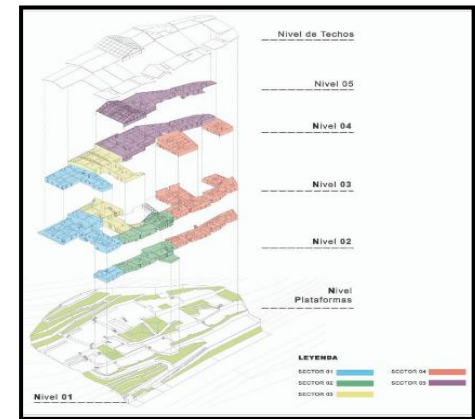 Nivel de Techos
Nivel 05
Nivel 04
Nivel 03
Nivel 02
Nivel
Plataformas
Nivel 01
LEYENDA
SECTOR 01
SECTOR 02
SECTOR 03
SECTOR 04
SECTOR 05